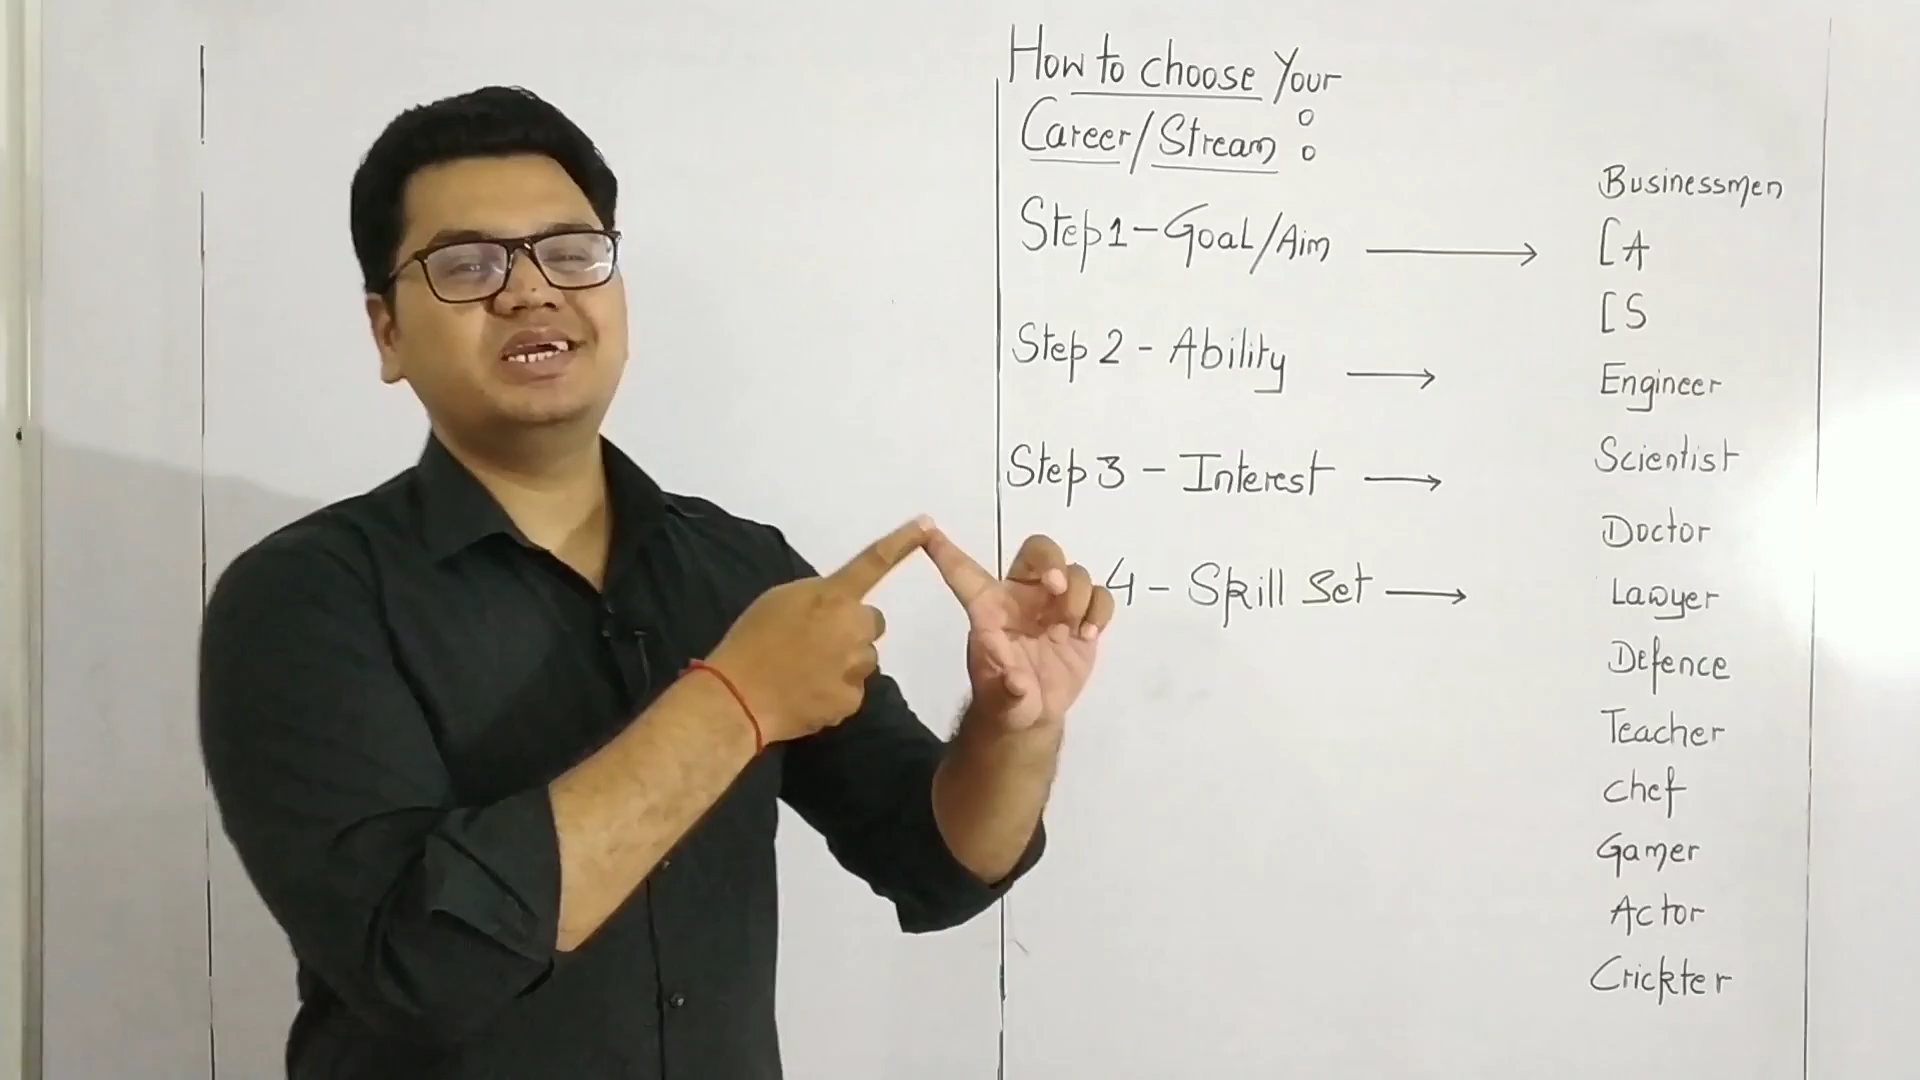 How to choose Your
Career/Stream :
Step 1 - Goal/Aim →
Step 2 - Ability →
Step 3 - Interest →
4 - Skill Set →
Businessmen
CA
CS
Engineer
Scientist
Doctor
Lawyer
Defence
Teacher
Chef
Gamer
Actor
Crickter